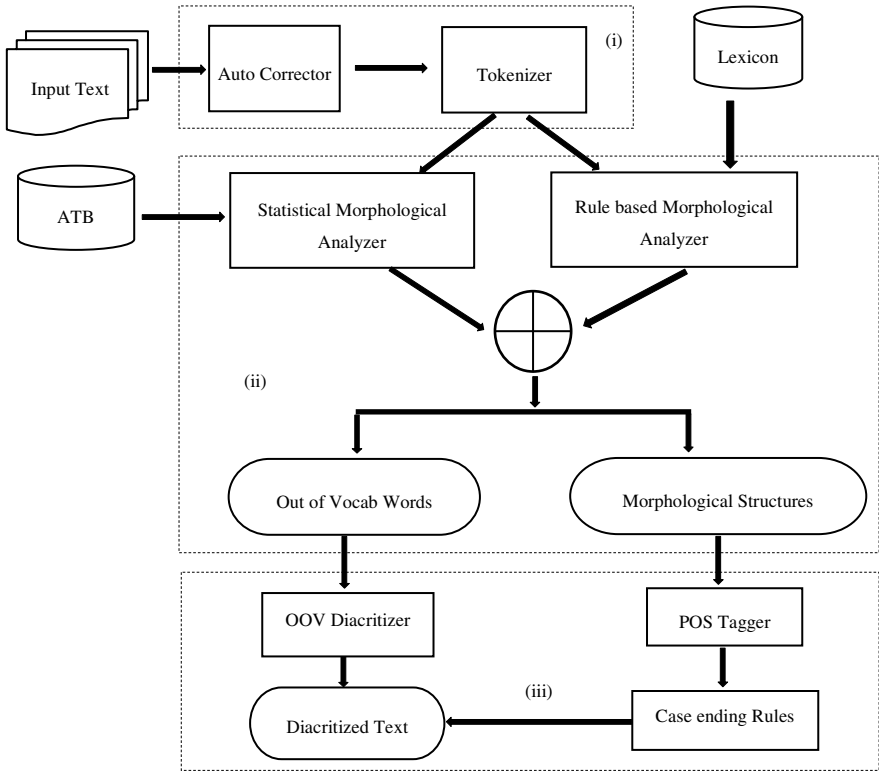 (i)
Input Text
Auto Corrector
Tokenizer
Lexicon
ATB
Statistical Morphological
Analyzer
Rule based Morphological
Analyzer
(ii)
Out of Vocab Words
Morphological Structures
OOV Diacritizer
POS Tagger
(iii)
Diacritized Text
Case ending Rules